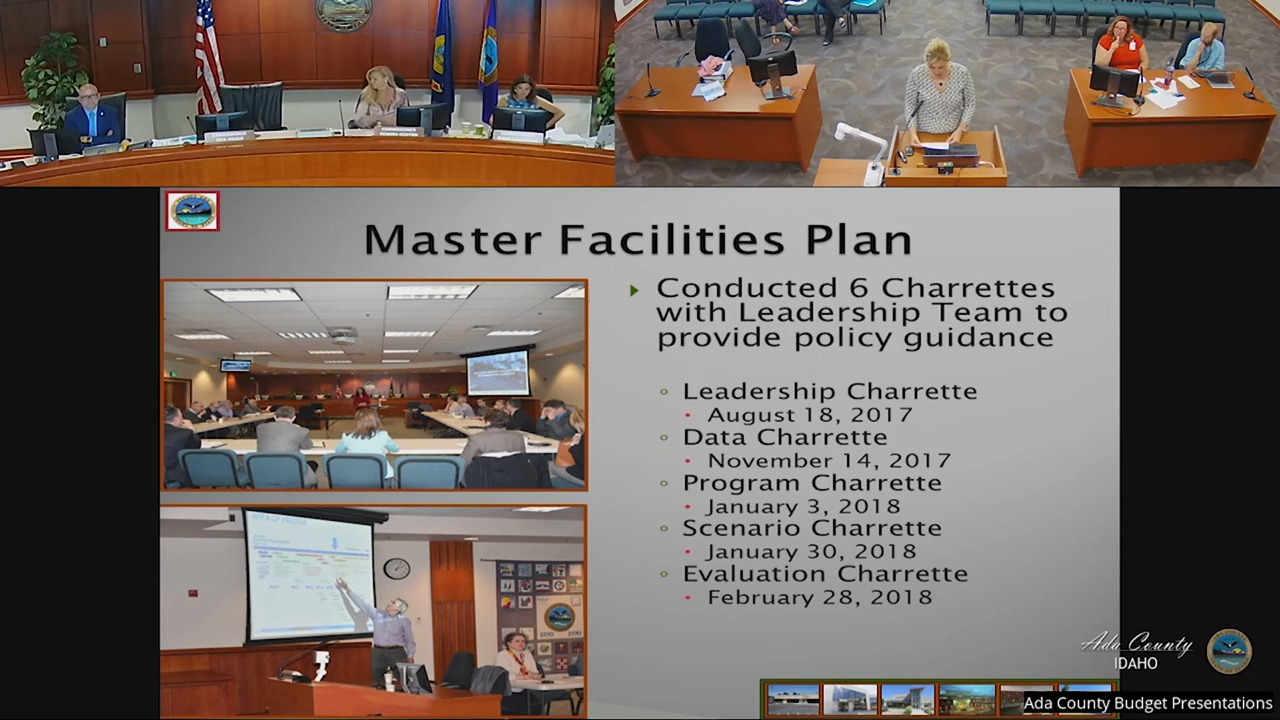 Master Facilities Plan
Conducted 6 Charrettes
with Leadership Team to
provide policy guidance
Leadership Charrette
August 18, 2017
Data Charrette
November 14, 2017
Program Charrette
January 3, 2018
Scenario Charrette
January 30, 2018
Evaluation Charrette
February 28, 2018
Ada County
IDAHO
Ada County Budget Presentations